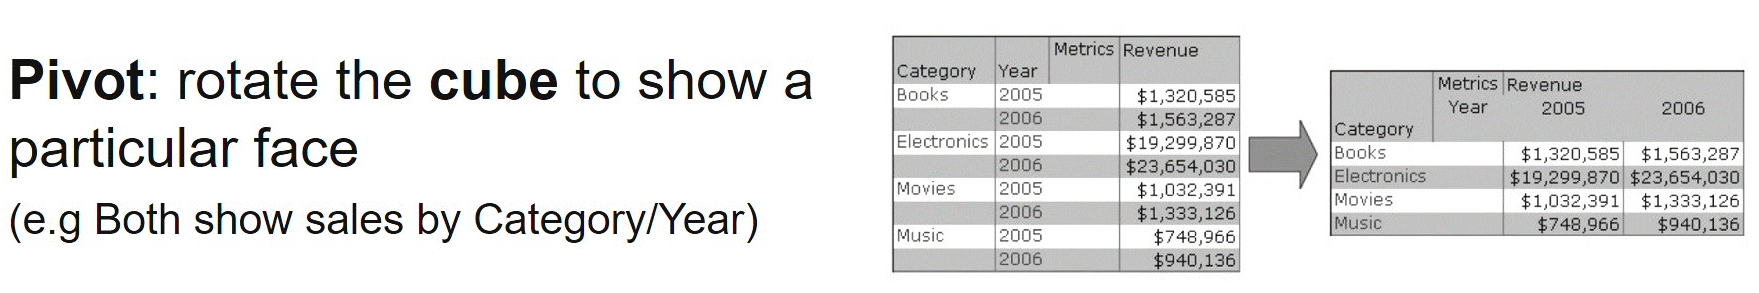 Pivot: rotate the cube to show a
particular face
(e.g Both show sales by Category/Year)
Metrics Revenue
Category Year
Books 2005 $1,320,585
2006 $1,563,287
Electronics 2005 $19,299,870
2006 $23,654,030
Movies 2005 $1,032,391
2006 $1,333,126
Music 2005 $748,966
2006 $940,136
Metrics Revenue
Year 2005 2006
Category
Books $1,320,585 $1,563,287
Electronics $19,299,870 $23,654,030
Movies $1,032,391 $1,333,126
Music $748,966 $940,136